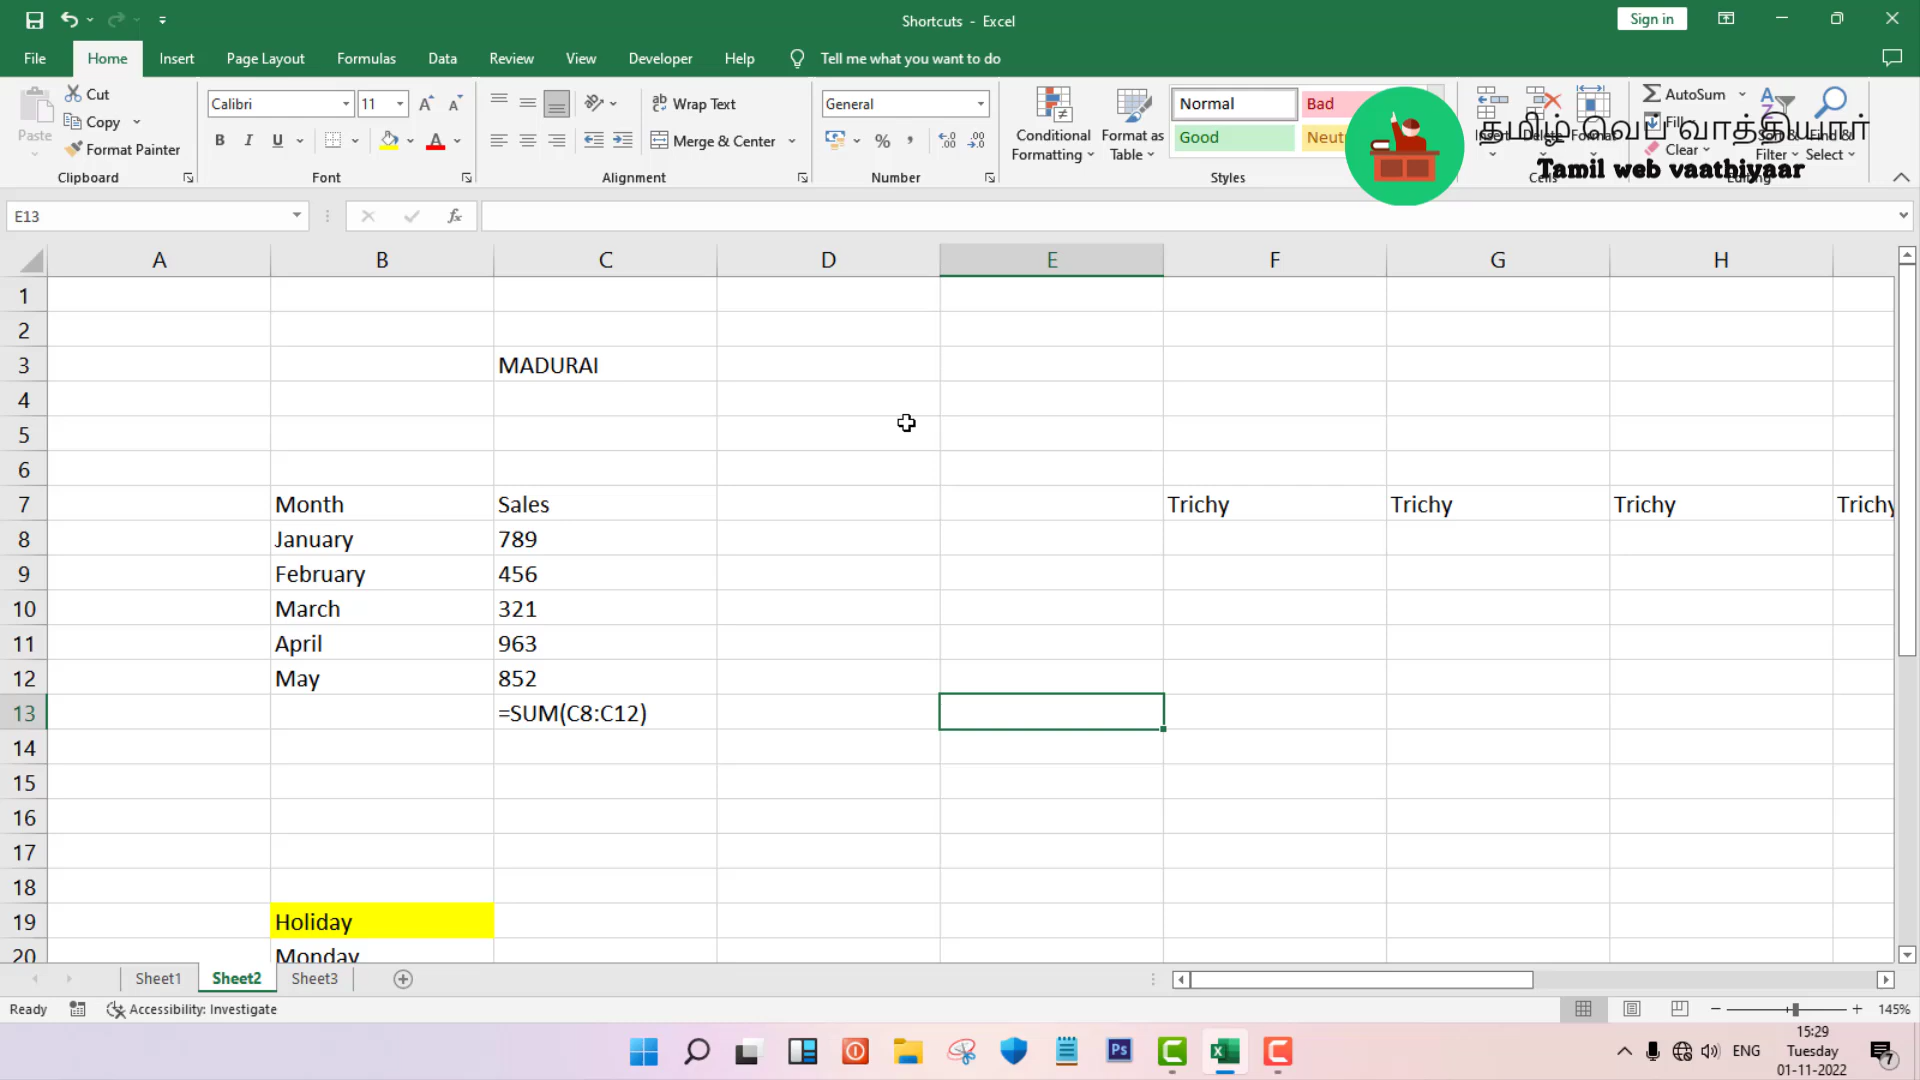 Shortcuts - Excel
Sign in
File Home Insert Page Layout Formulas Data Review View Developer Help Tell me what you want to do
Paste
Cut
Copy
Format Painter
Clipboard
Calibri 11
B I U
Font
Wrap Text
Merge & Center
Alignment
General
Number
Conditional Formatting
Format as Table
Normal Bad
Good
Styles
Insert Delete Format
Cells
AutoSum
Fill
Clear
Filter Select
Editing
தமிழ் வெப் வாத்தியார்
Tamil web vaathiyaar
E13
fx
A B C D E F G H
1
2
3 MADURAI
4
5
6
7 Month Sales Trichy Trichy Trichy Trichy
8 January 789
9 February 456
10 March 321
11 April 963
12 May 852
13 =SUM(C8:C12)
14
15
16
17
18
19 Holiday
20 Monday
Sheet1 Sheet2 Sheet3
Ready Accessibility: Investigate 145%
Ps
ENG
15:29
Tuesday
01-11-2022
7